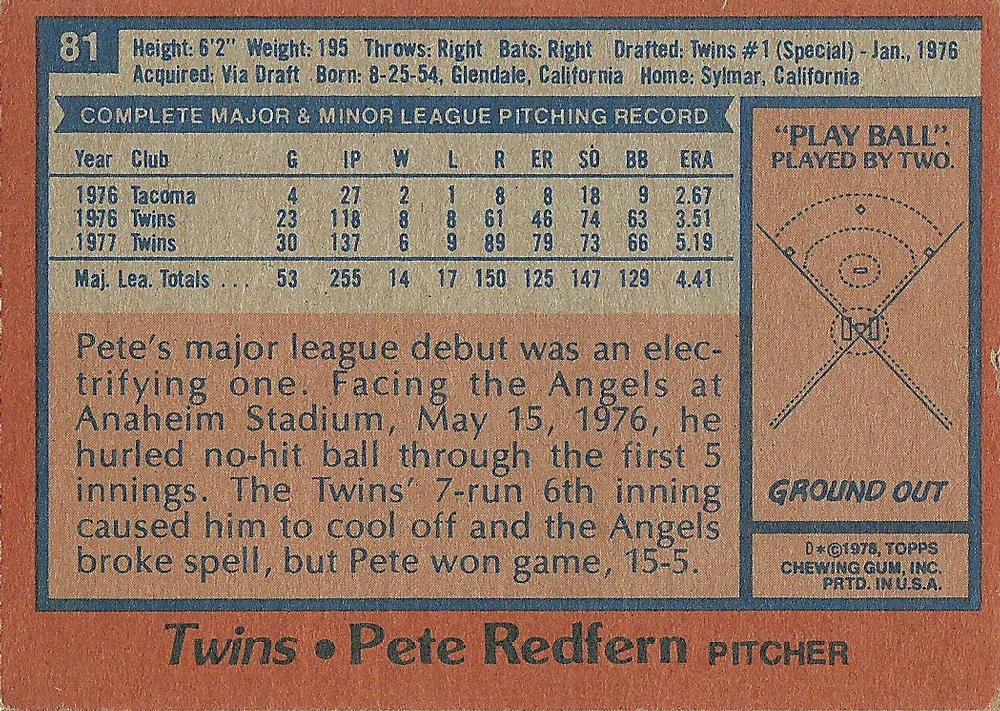 81
Height: 6'2" Weight: 195 Throws: Right Bats: Right Drafted: Twins #1 (Special) - Jan., 1976
Acquired: Via Draft Born: 8-25-54, Glendale, California Home: Sylmar, California
COMPLETE MAJOR & MINOR LEAGUE PITCHING RECORD
Year Club G IP W L R ER SO BB ERA
1976 Tacoma 4 27 2 1 8 8 18 9 2.67
1976 Twins 23 118 8 8 61 46 74 63 3.51
1977 Twins 30 137 6 9 89 79 73 66 5.19
Maj. Lea. Totals ... 53 255 14 17 150 125 147 129 4.41
Pete's major league debut was an elec-
trifying one. Facing the Angels at
Anaheim Stadium, May 15, 1976, he
hurled no-hit ball through the first 5
innings. The Twins' 7-run 6th inning
caused him to cool off and the Angels
broke spell, but Pete won game, 15-5.
"PLAY BALL".
PLAYED BY TWO.
GROUND OUT
D*©1978, TOPPS
CHEWING GUM, INC.
PRTD. IN U.S.A.
Twins • Pete Redfern PITCHER